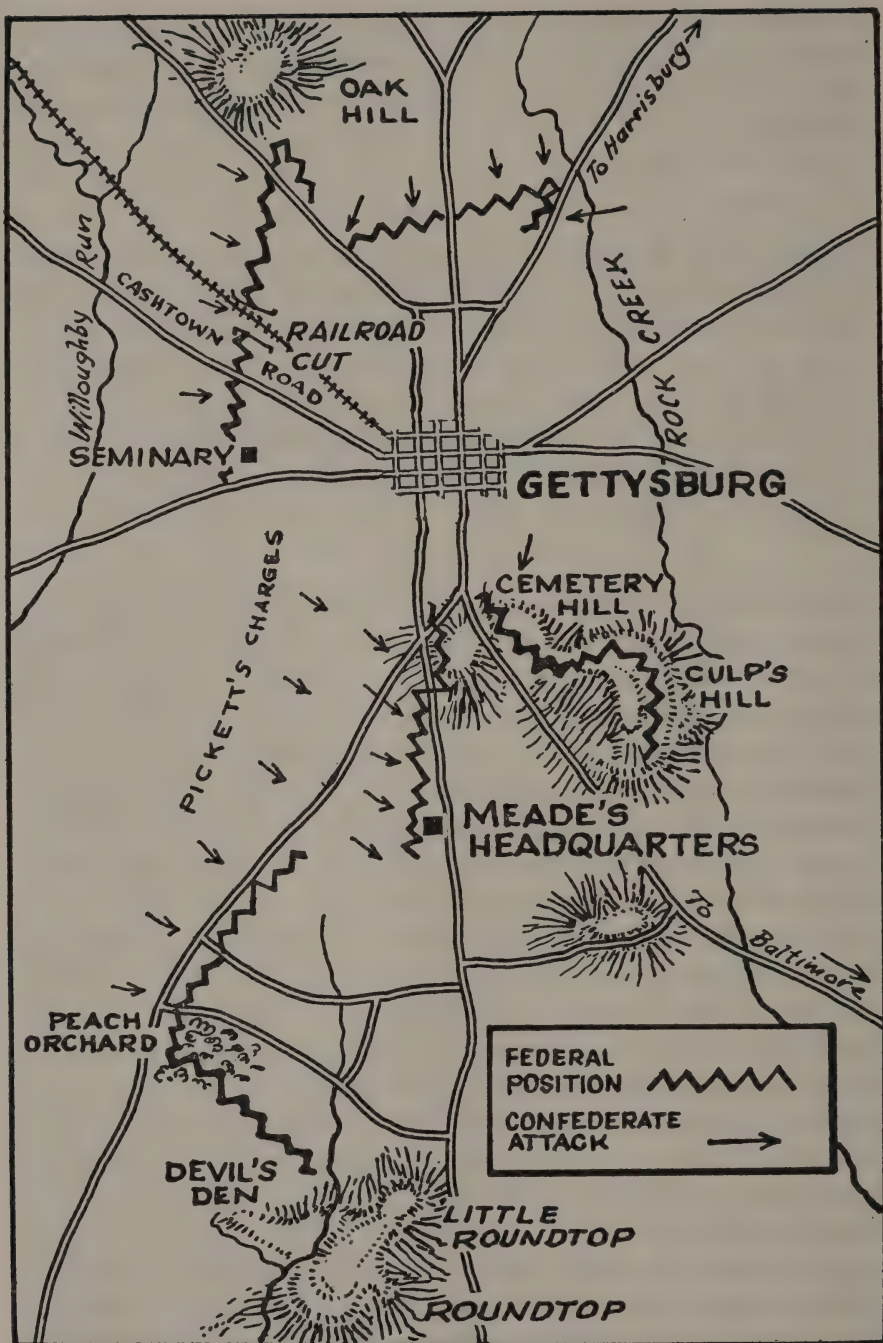 OAK
HILL
To Harrisburg
Willoughby Run
CASHTOWN ROAD
RAILROAD
CUT
ROCK CREEK
SEMINARY
GETTYSBURG
PICKETT'S CHARGES
CEMETERY
HILL
CULP'S
HILL
MEADE'S
HEADQUARTERS
To Baltimore
PEACH
ORCHARD
FEDERAL
POSITION
CONFEDERATE
ATTACK
DEVIL'S
DEN
LITTLE
ROUNDTOP
ROUNDTOP